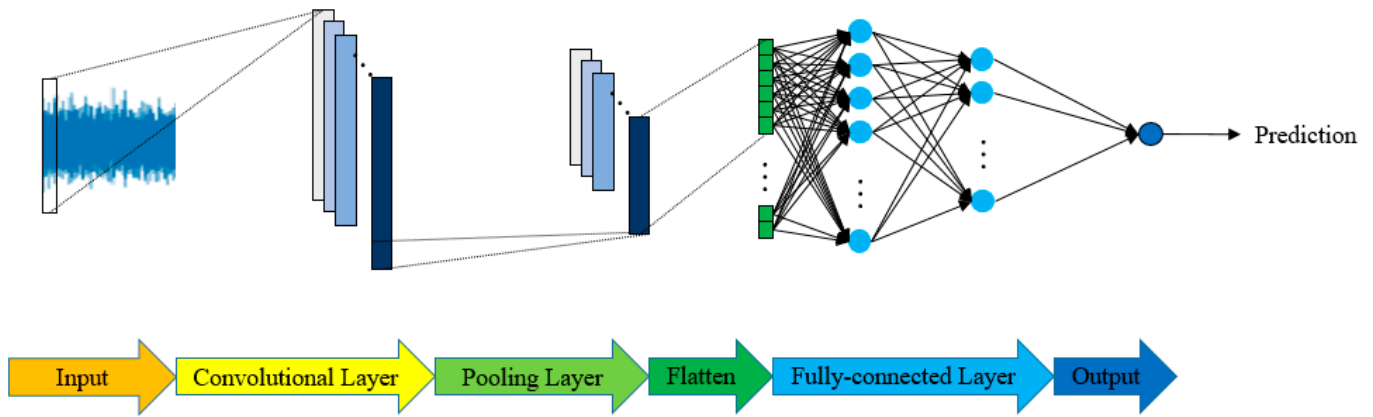 Prediction
Input
Convolutional Layer
Pooling Layer
Flatten
Fully-connected Layer
Output